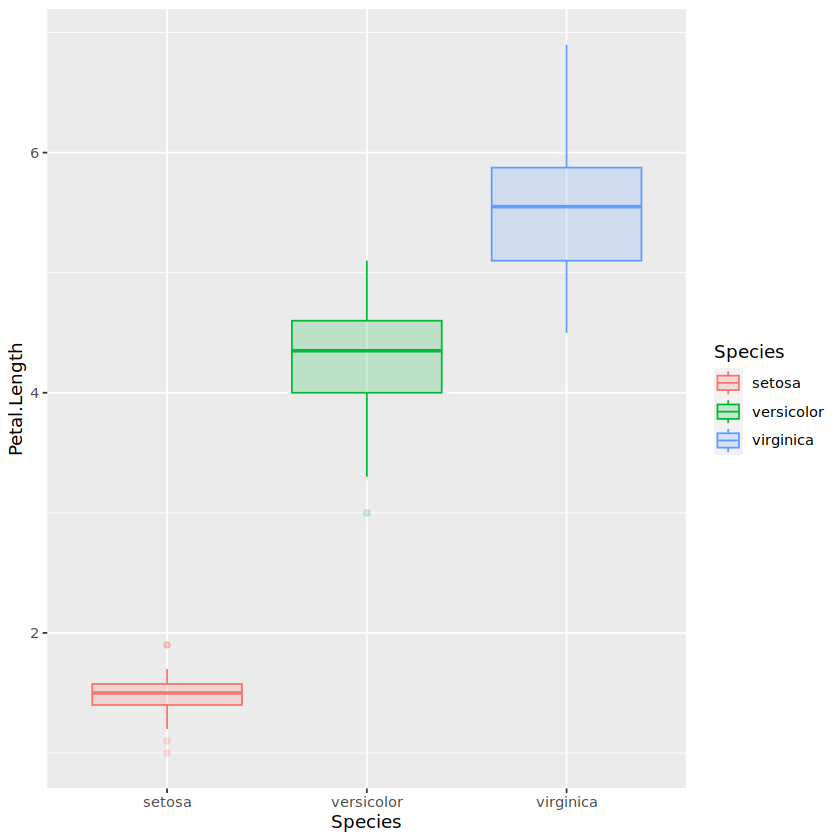 Petal.Length
6
4
2
setosa
versicolor
virginica
Species
Species
setosa
versicolor
virginica